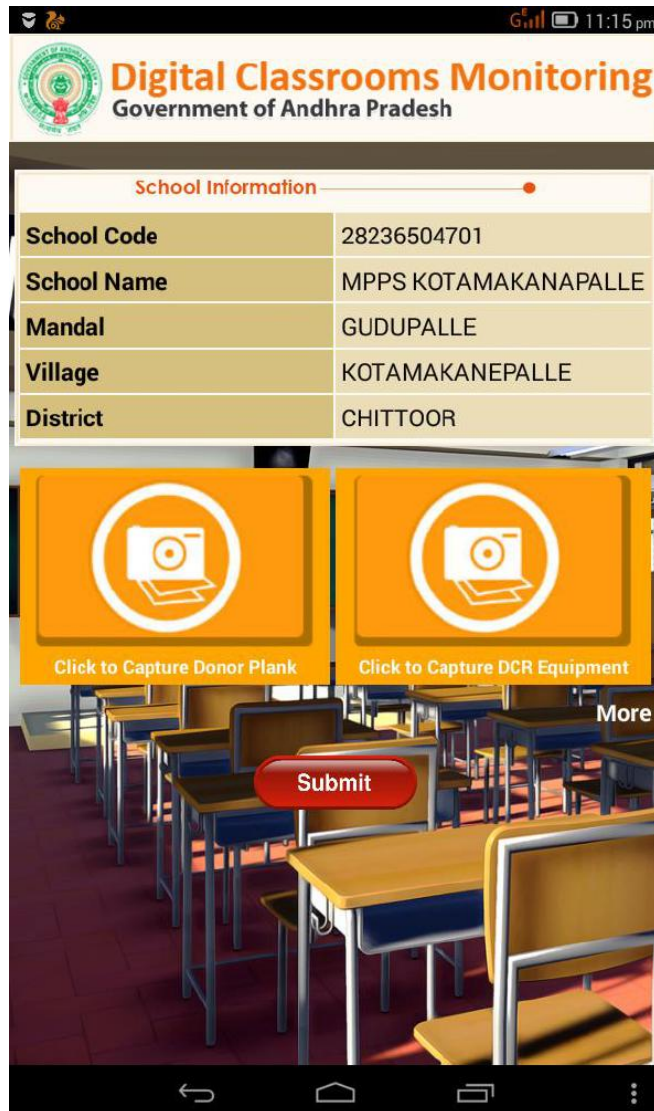 G E 11:15 pm
Digital Classrooms Monitoring
Government of Andhra Pradesh
School Information
School Code 28236504701
School Name MPPS KOTAMAKANAPALLE
Mandal GUDUPALLE
Village KOTAMAKANEPALLE
District CHITTOOR
Click to Capture Donor Plank Click to Capture DCR Equipment
More
Submit